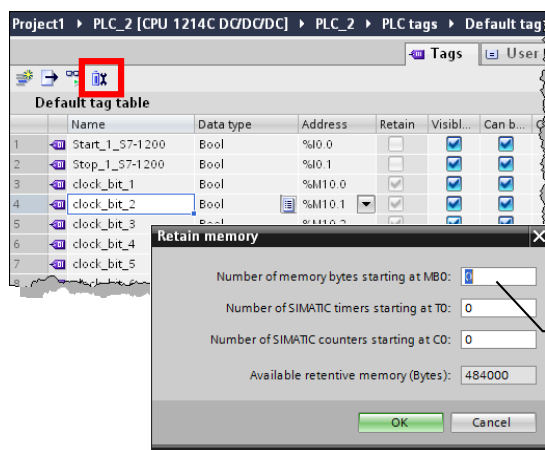 Project1 ▸ PLC_2 [CPU 1214C DC/DC/DC] ▸ PLC_2 ▸ PLC tags ▸ Default tag
Tags User
Default tag table
Name Data type Address Retain Visibl... Can b...
1 Start_1_S7-1200 Bool %I0.0
2 Stop_1_S7-1200 Bool %I0.1
3 clock_bit_1 Bool %M10.0
4 clock_bit_2 Bool %M10.1
5 clock_bit_3 Bool %M10.2
6 clock_bit_4
7 clock_bit_5
Retain memory
Number of memory bytes starting at MB0: 0
Number of SIMATIC timers starting at T0: 0
Number of SIMATIC counters starting at C0: 0
Available retentive memory (Bytes): 484000
OK Cancel